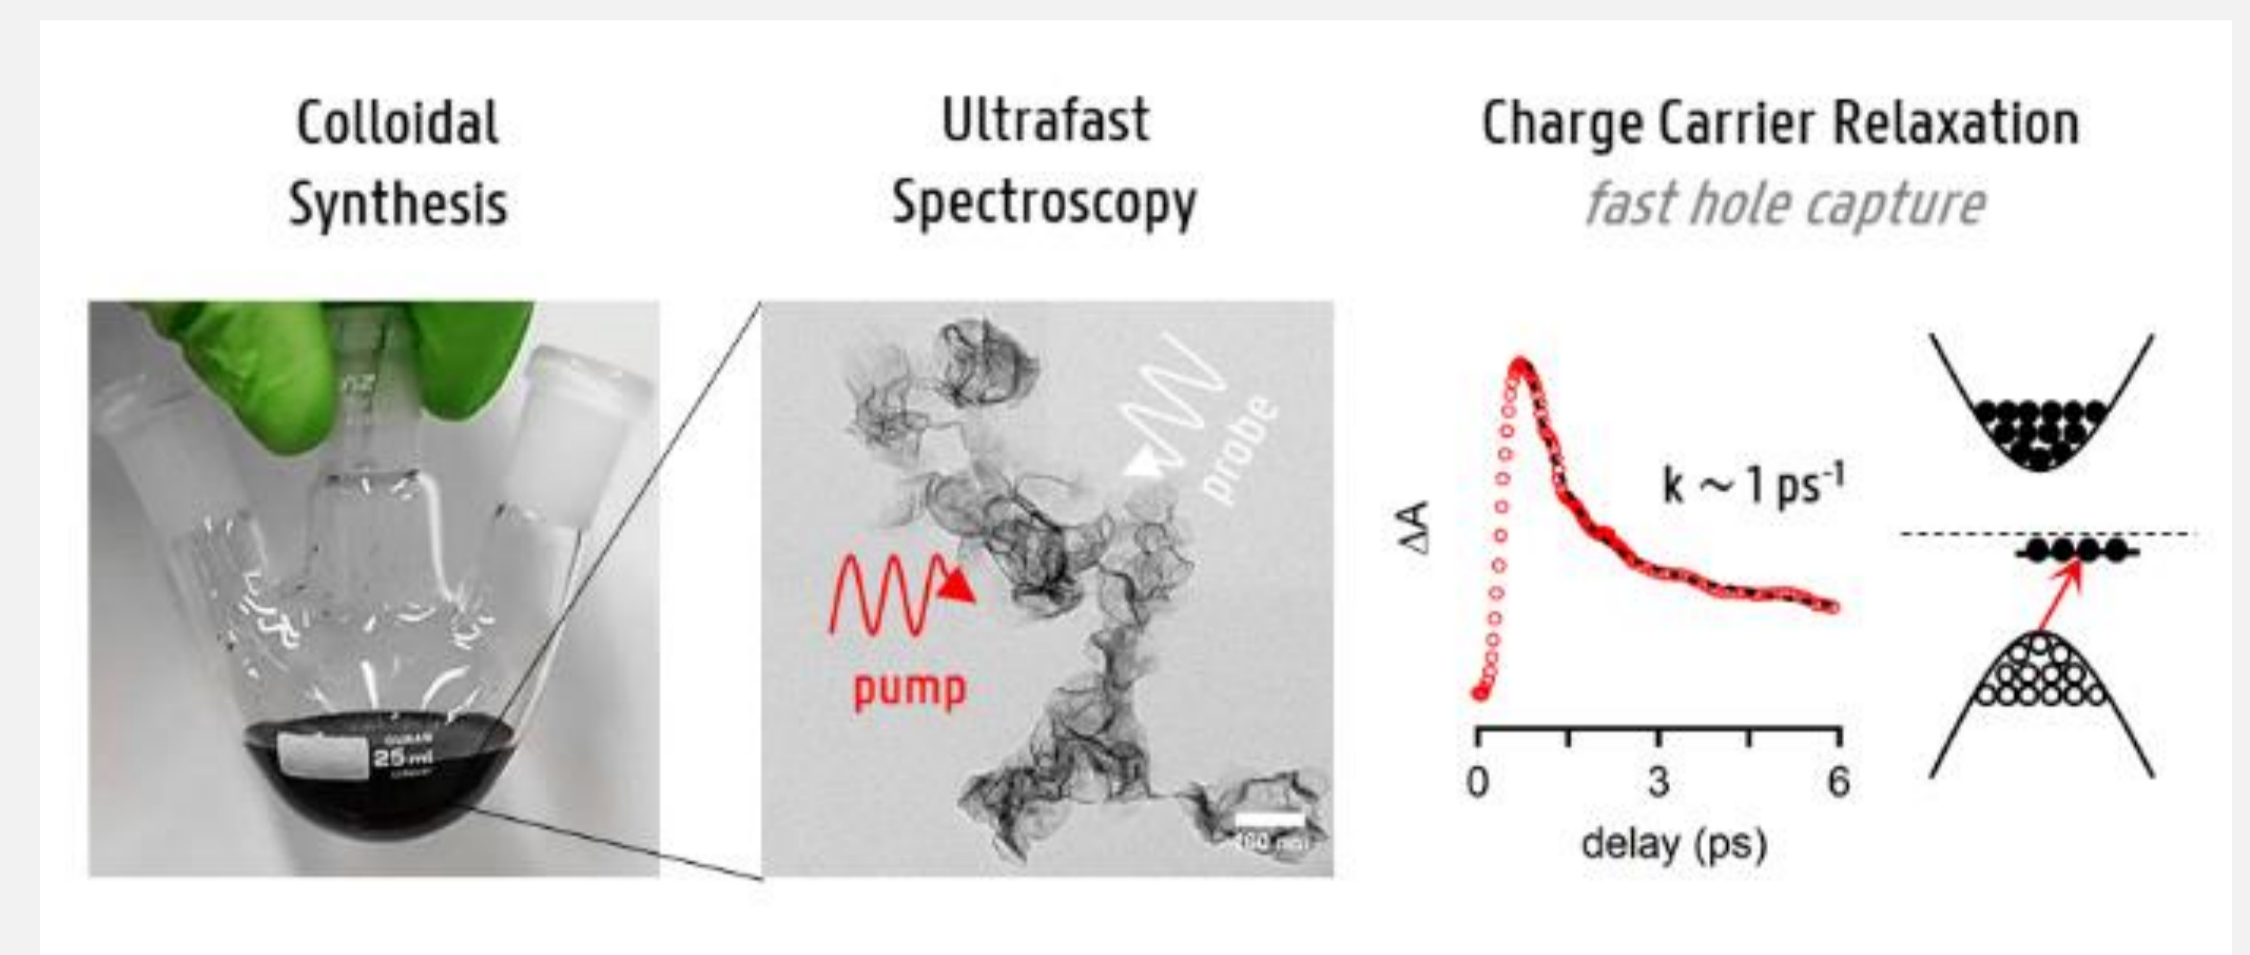 Colloidal
Synthesis
Ultrafast
Spectroscopy
Charge Carrier Relaxation
fast hole capture
DURAN
25 ml
pump
probe
ΔA
k ~ 1 ps⁻¹
0
3
6
delay (ps)